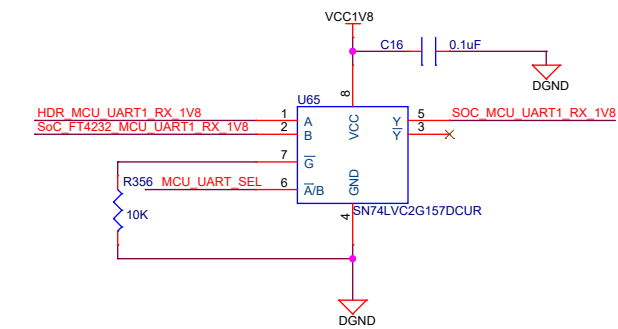 VCC1V8
C16 0.1uF
DGND
8
U65
HDR_MCU_UART1_RX_1V8 1 A VCC Y 5 SOC_MCU_UART1_RX_1V8
SoC_FT4232_MCU_UART1_RX_1V8 2 B Y̅ 3
7 G̅
R356 MCU_UART_SEL 6 A̅/B GND
10K
4 SN74LVC2G157DCUR
DGND